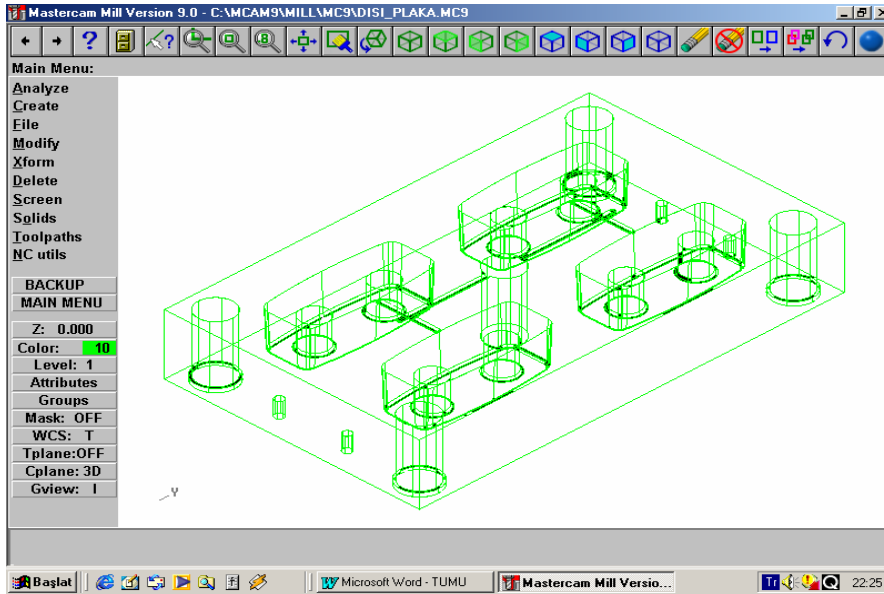 Mastercam Mill Version 9.0 - C:\MCAM9\MILL\MC9\DISI_PLAKA.MC9
Main Menu:
Analyze
Create
File
Modify
Xform
Delete
Screen
Solids
Toolpaths
NC utils
BACKUP
MAIN MENU
Z: 0.000
Color: 10
Level: 1
Attributes
Groups
Mask: OFF
WCS: T
Tplane:OFF
Cplane: 3D
Gview: I
Y
Başlat
Microsoft Word - TUMU
Mastercam Mill Versio...
Tr
22:25